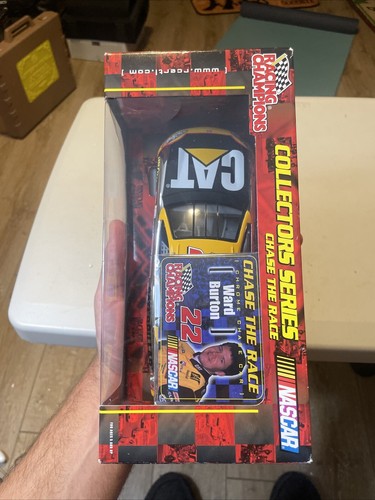 [ www.rcertl.com ]
RACING
CHAMPIONS
COLLECTORS SERIES
CHASE THE RACE
NASCAR
CAT
CHASE THE RACE
Ward
Burton
22
RACING
CHAMPIONS
NASCAR